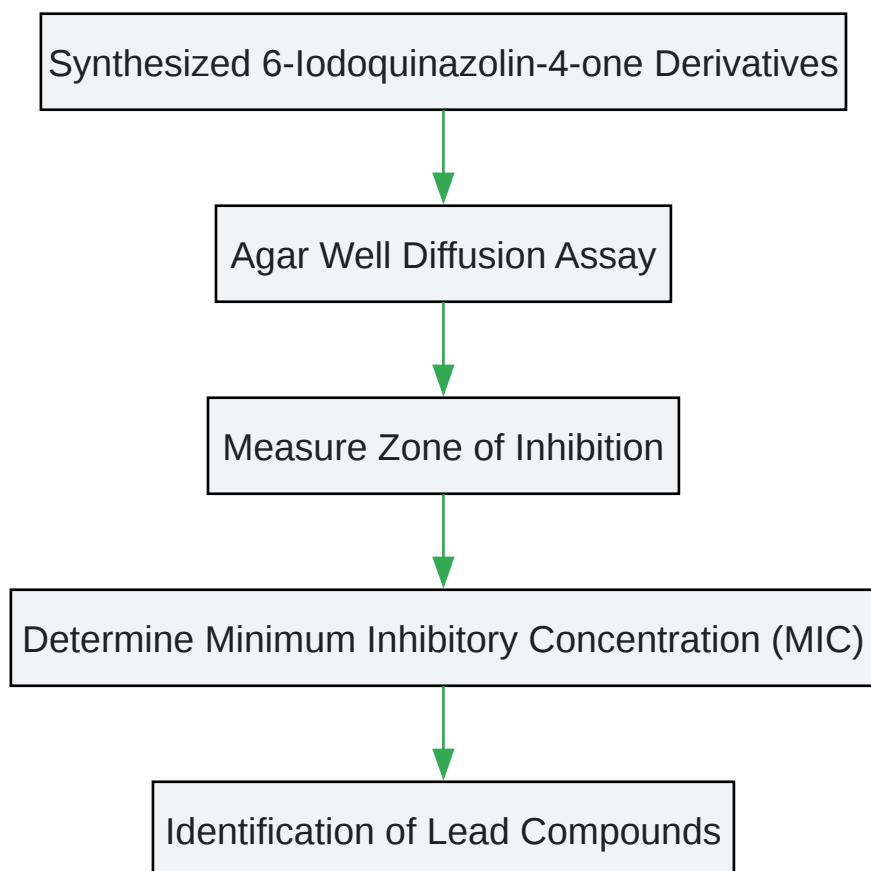 Synthesized 6-Iodoquinazolin-4-one Derivatives
Agar Well Diffusion Assay
Measure Zone of Inhibition
Determine Minimum Inhibitory Concentration (MIC)
Identification of Lead Compounds